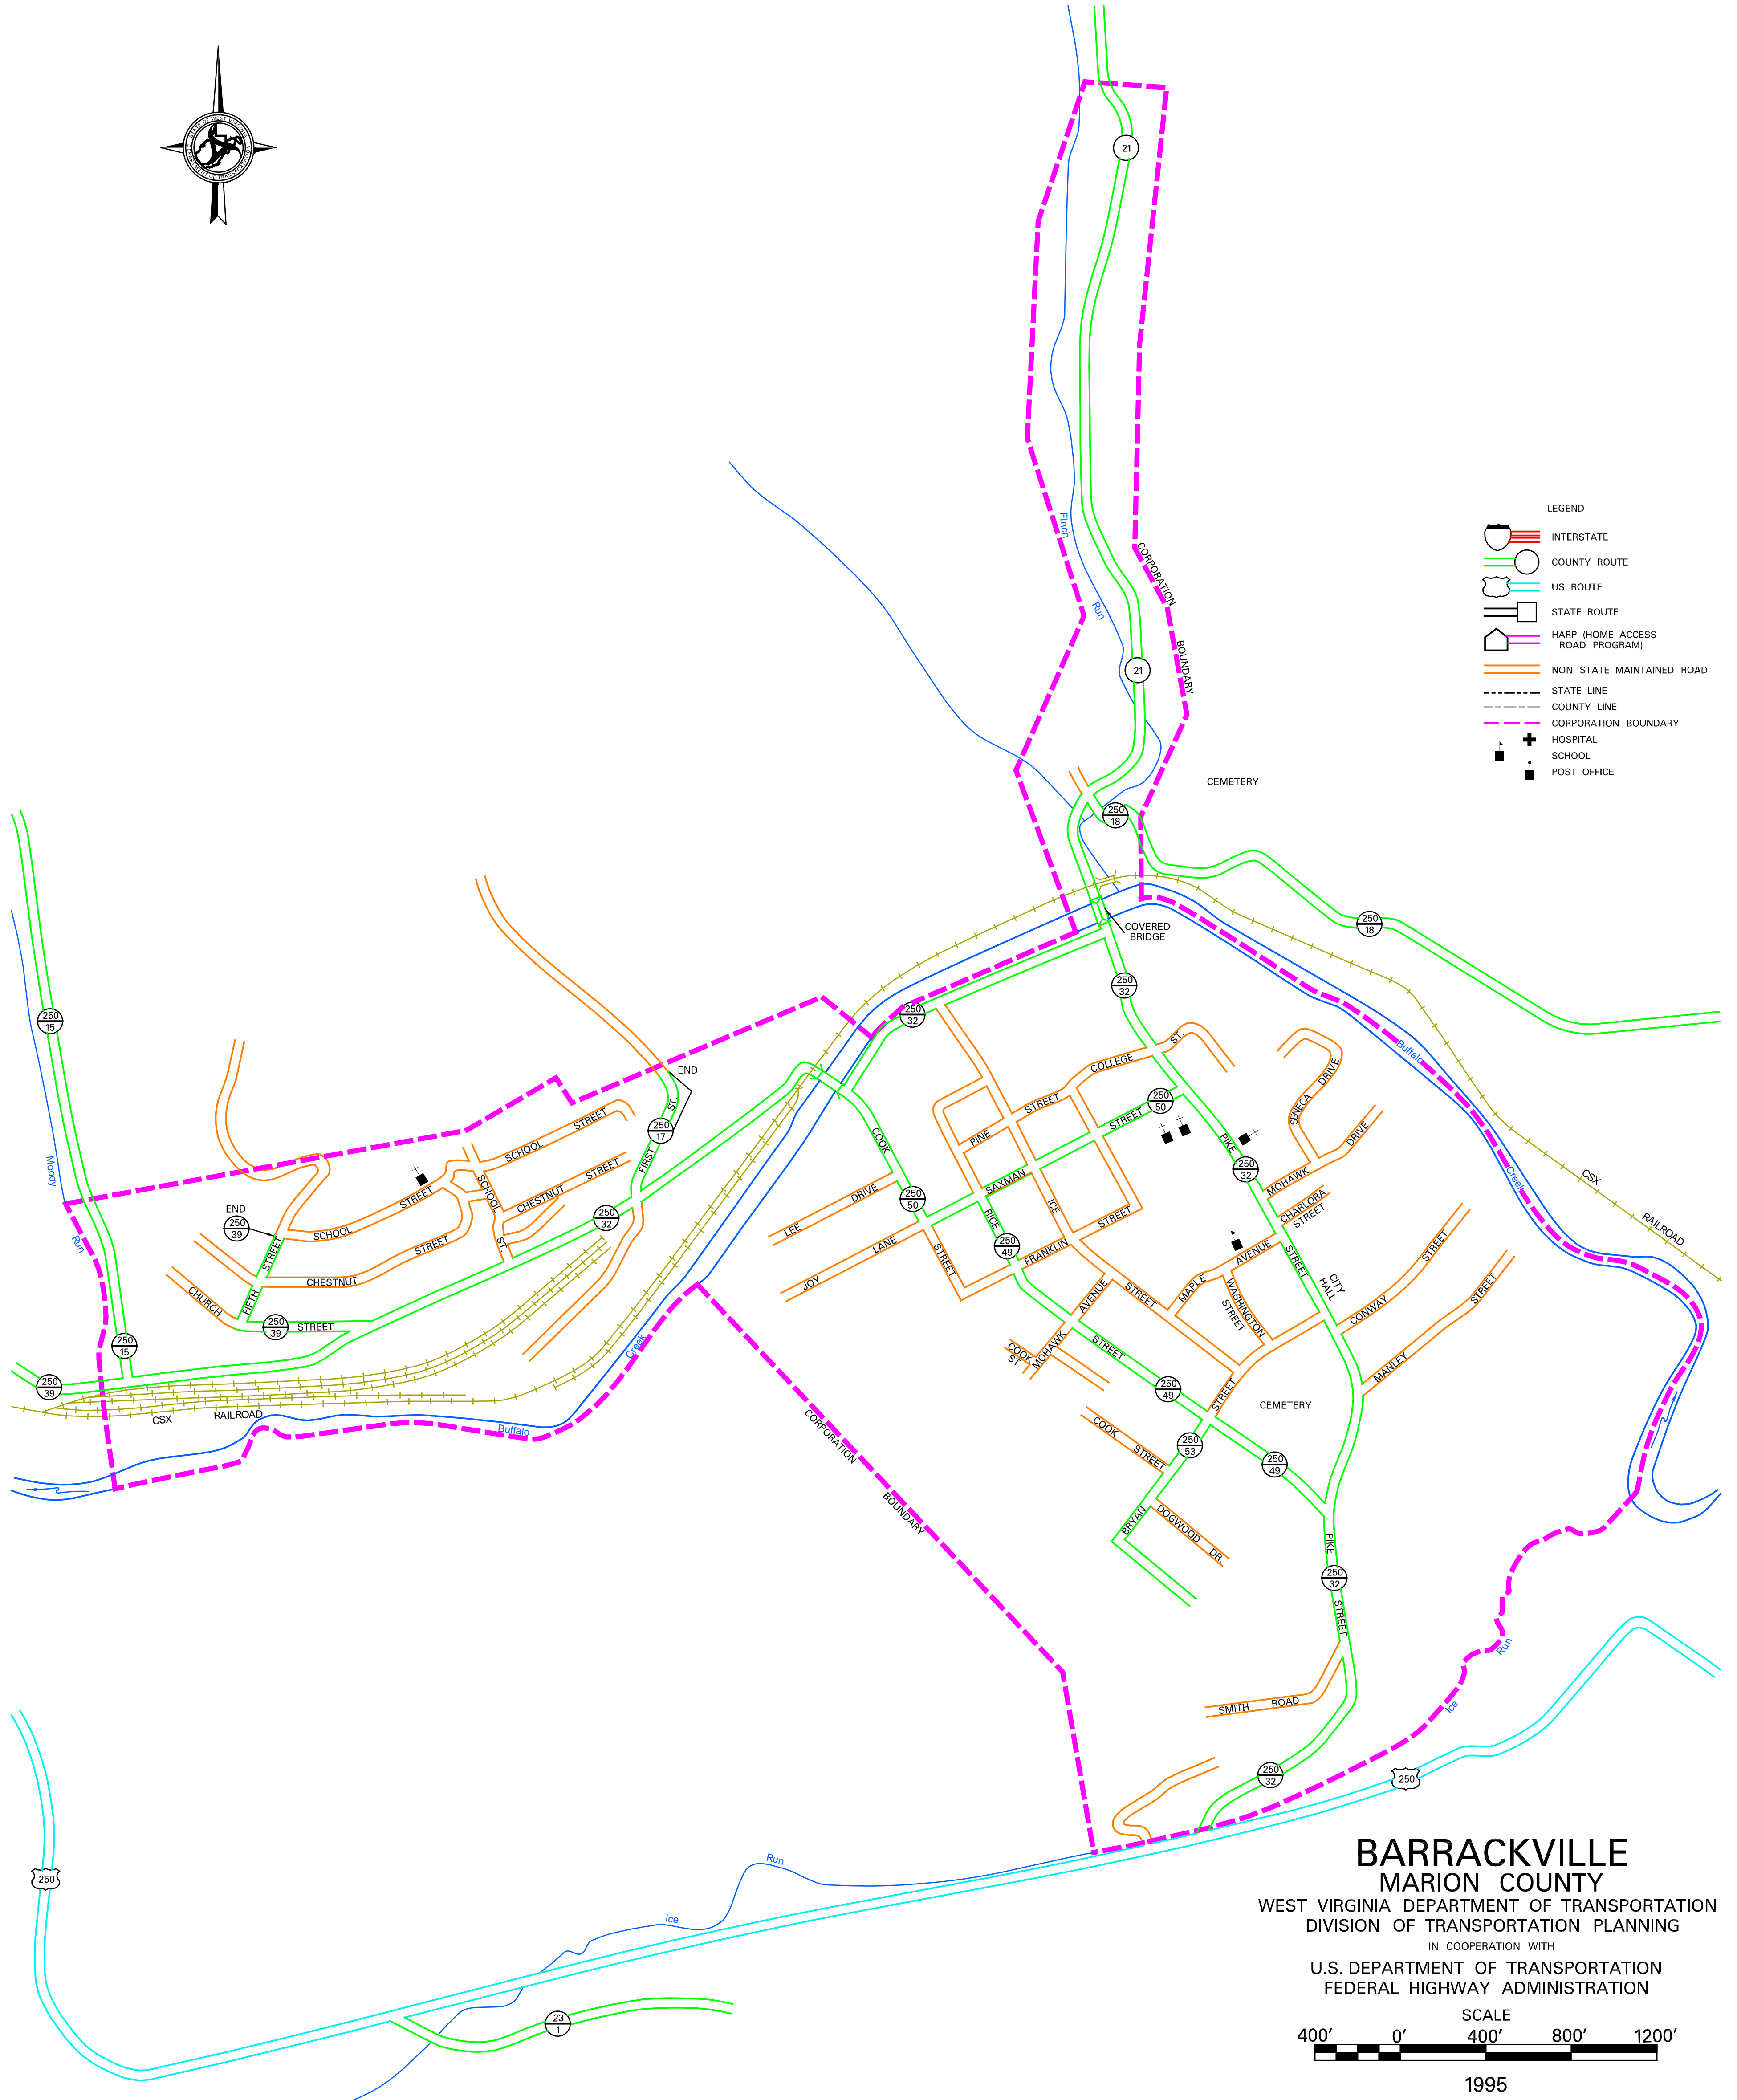 STATE OF WEST VIRGINIA
DEPARTMENT OF TRANSPORTATION
21
Finch
Run
CORPORATION
BOUNDARY
21
LEGEND
INTERSTATE
COUNTY ROUTE
US ROUTE
STATE ROUTE
HARP (HOME ACCESS
ROAD PROGRAM)
NON STATE MAINTAINED ROAD
STATE LINE
COUNTY LINE
CORPORATION BOUNDARY
HOSPITAL
SCHOOL
POST OFFICE
CEMETERY
250
18
COVERED
BRIDGE
250
18
250
32
250
32
250
15
Moody
Run
END
250
17
FIRST
ST.
SCHOOL STREET
SCHOOL ST.
CHESTNUT STREET
250
32
END
250
39
SCHOOL STREET
CHESTNUT STREET
CHURCH
FIFTH STREET
250
39
STREET
250
15
250
39
CSX RAILROAD
Buffalo
Creek
COOK
STREET
250
50
LEE DRIVE
JOY LANE
COLLEGE ST.
STREET
PINE
SAXMAN STREET
250
50
ICE
STREET
RICE
STREET
250
49
FRANKLIN STREET
PIKE
STREET
250
32
SENECA DRIVE
MOHAWK DRIVE
CHARLORA
STREET
MAPLE AVENUE
WASHINGTON
STREET
CITY
HALL
CONWAY STREET
MANLEY STREET
MOHAWK AVENUE
COOK
ST.
250
49
STREET
CEMETERY
250
53
250
49
COOK STREET
BRYAN
DOGWOOD DR.
PIKE
250
32
STREET
SMITH ROAD
250
32
Buffalo
Creek
CSX
RAILROAD
CORPORATION
BOUNDARY
Run
Ice
250
250
Run
Ice
23
1
BARRACKVILLE
MARION COUNTY
WEST VIRGINIA DEPARTMENT OF TRANSPORTATION
DIVISION OF TRANSPORTATION PLANNING
IN COOPERATION WITH
U.S. DEPARTMENT OF TRANSPORTATION
FEDERAL HIGHWAY ADMINISTRATION
SCALE
400' 0' 400' 800' 1200'
1995